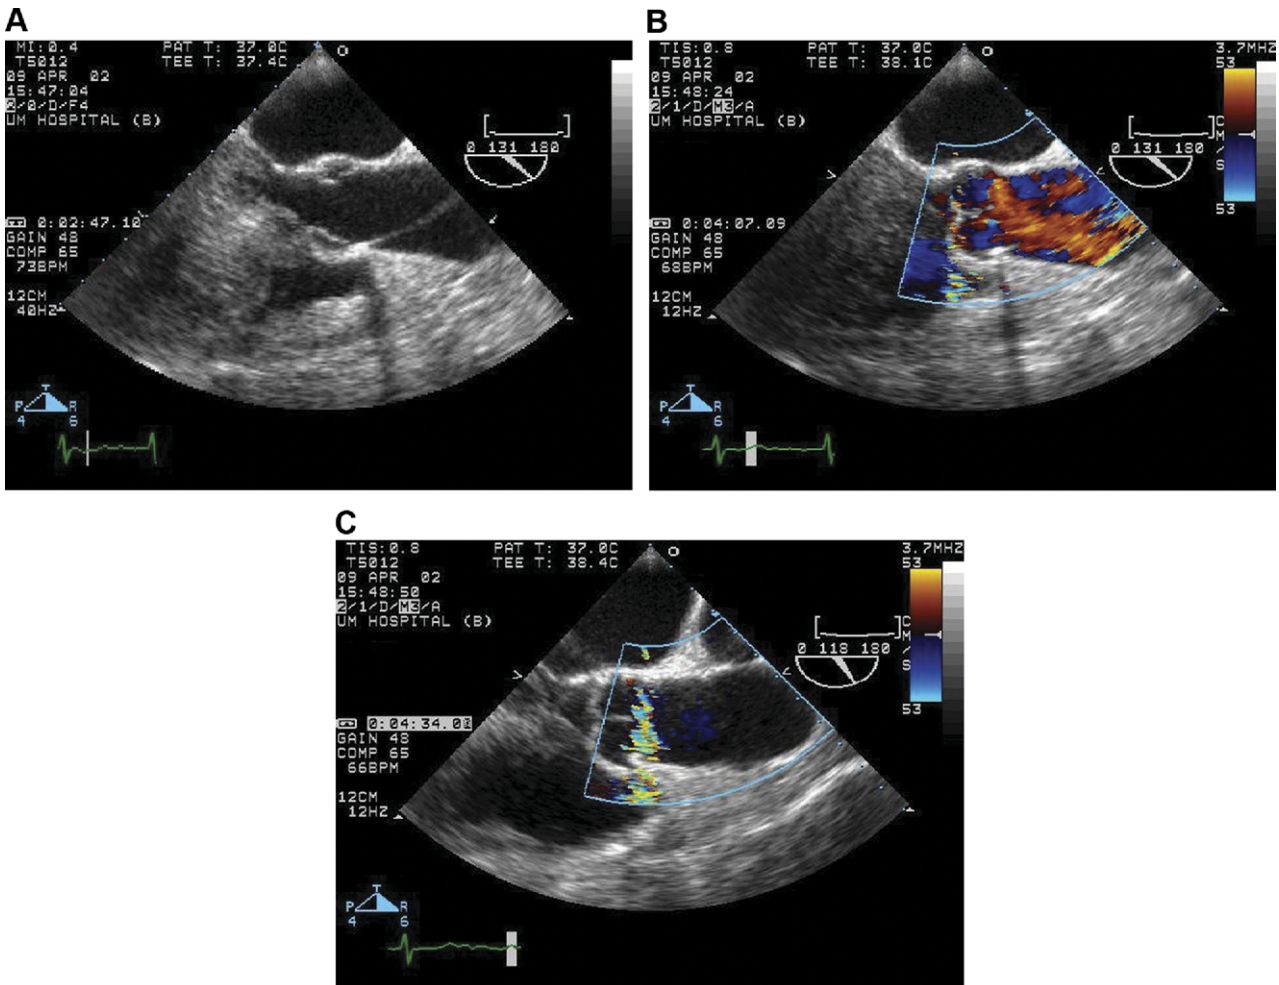 A
MI:0.4 PAT T: 37.0C
T5012 TEE T: 37.4C
09 APR 02
15:47:04
2/0/D/F4
UM HOSPITAL (B)
0 131 180
0:02:47.10
GAIN 48
COMP 65
73BPM
12CM
40HZ
T
P R
4 6
B
TIS:0.8 PAT T: 37.0C 3.7MHZ
T5012 TEE T: 38.1C 53
09 APR 02
15:48:24
2/1/D/M3/A
UM HOSPITAL (B)
CM/S
0 131 180
53
0:04:07.09
GAIN 48
COMP 65
68BPM
12CM
12HZ
T
P R
4 6
C
TIS:0.8 PAT T: 37.0C 3.7MHZ
T5012 TEE T: 38.4C 53
09 APR 02
15:48:50
2/1/D/M3/A
UM HOSPITAL (B)
CM/S
0 118 180
53
GAIN 48
COMP 65
66BPM
12CM
12HZ
T
P R
4 6